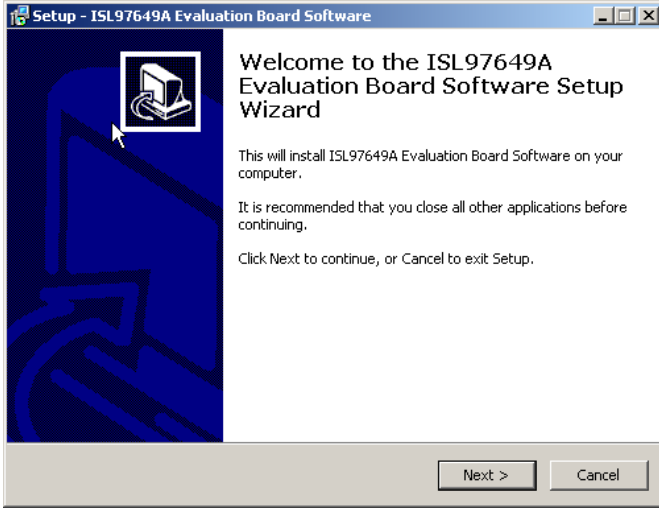 Setup - ISL97649A Evaluation Board Software
Welcome to the ISL97649A
Evaluation Board Software Setup
Wizard
This will install ISL97649A Evaluation Board Software on your
computer.
It is recommended that you close all other applications before
continuing.
Click Next to continue, or Cancel to exit Setup.
Next >
Cancel